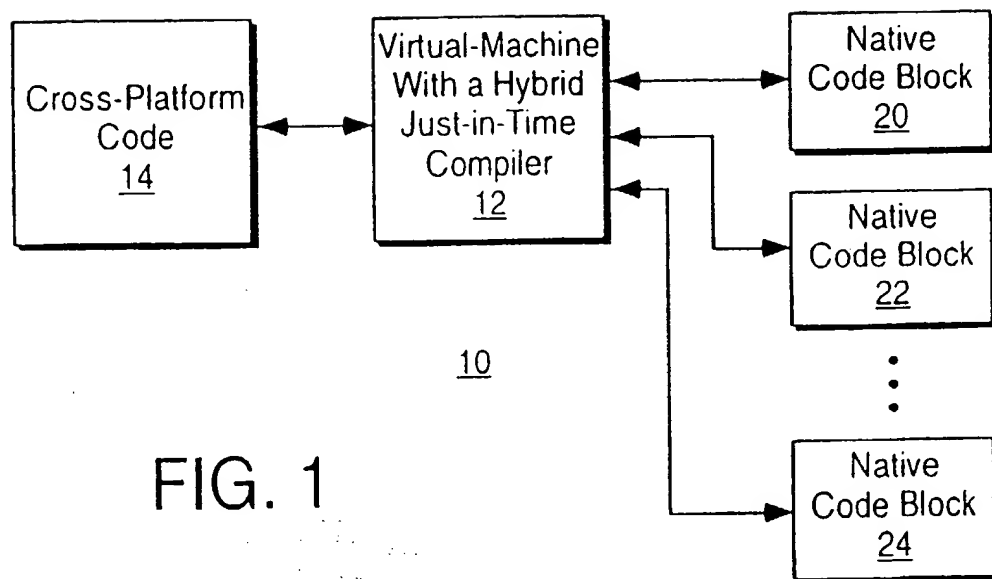 Cross-Platform
Code
14
Virtual-Machine
With a Hybrid
Just-in-Time
Compiler
12
Native
Code Block
20
Native
Code Block
22
Native
Code Block
24
10
FIG. 1